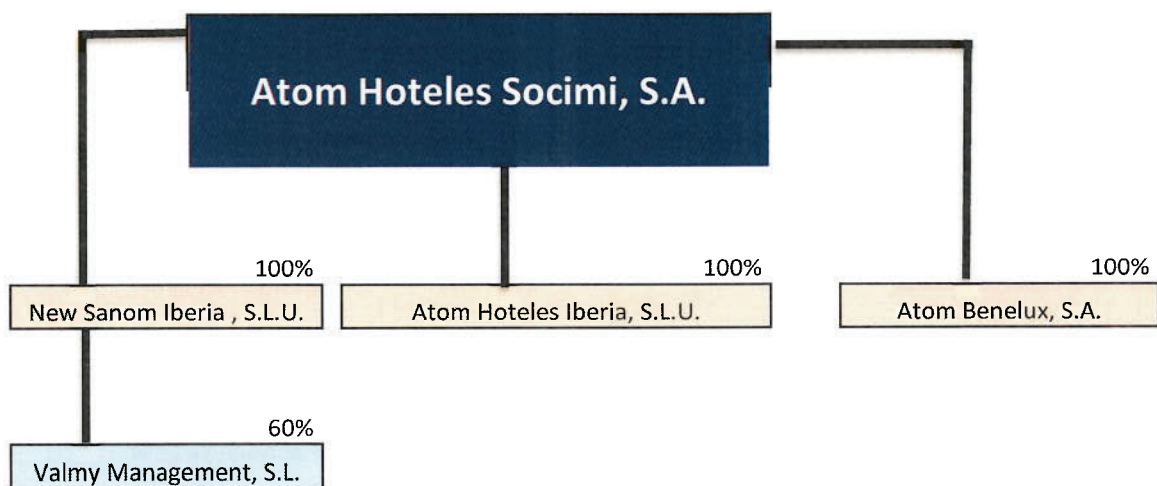 Atom Hoteles Socimi, S.A.
100%
100%
100%
New Sanom Iberia , S.L.U.
Atom Hoteles Iberia, S.L.U.
Atom Benelux, S.A.
60%
Valmy Management, S.L.